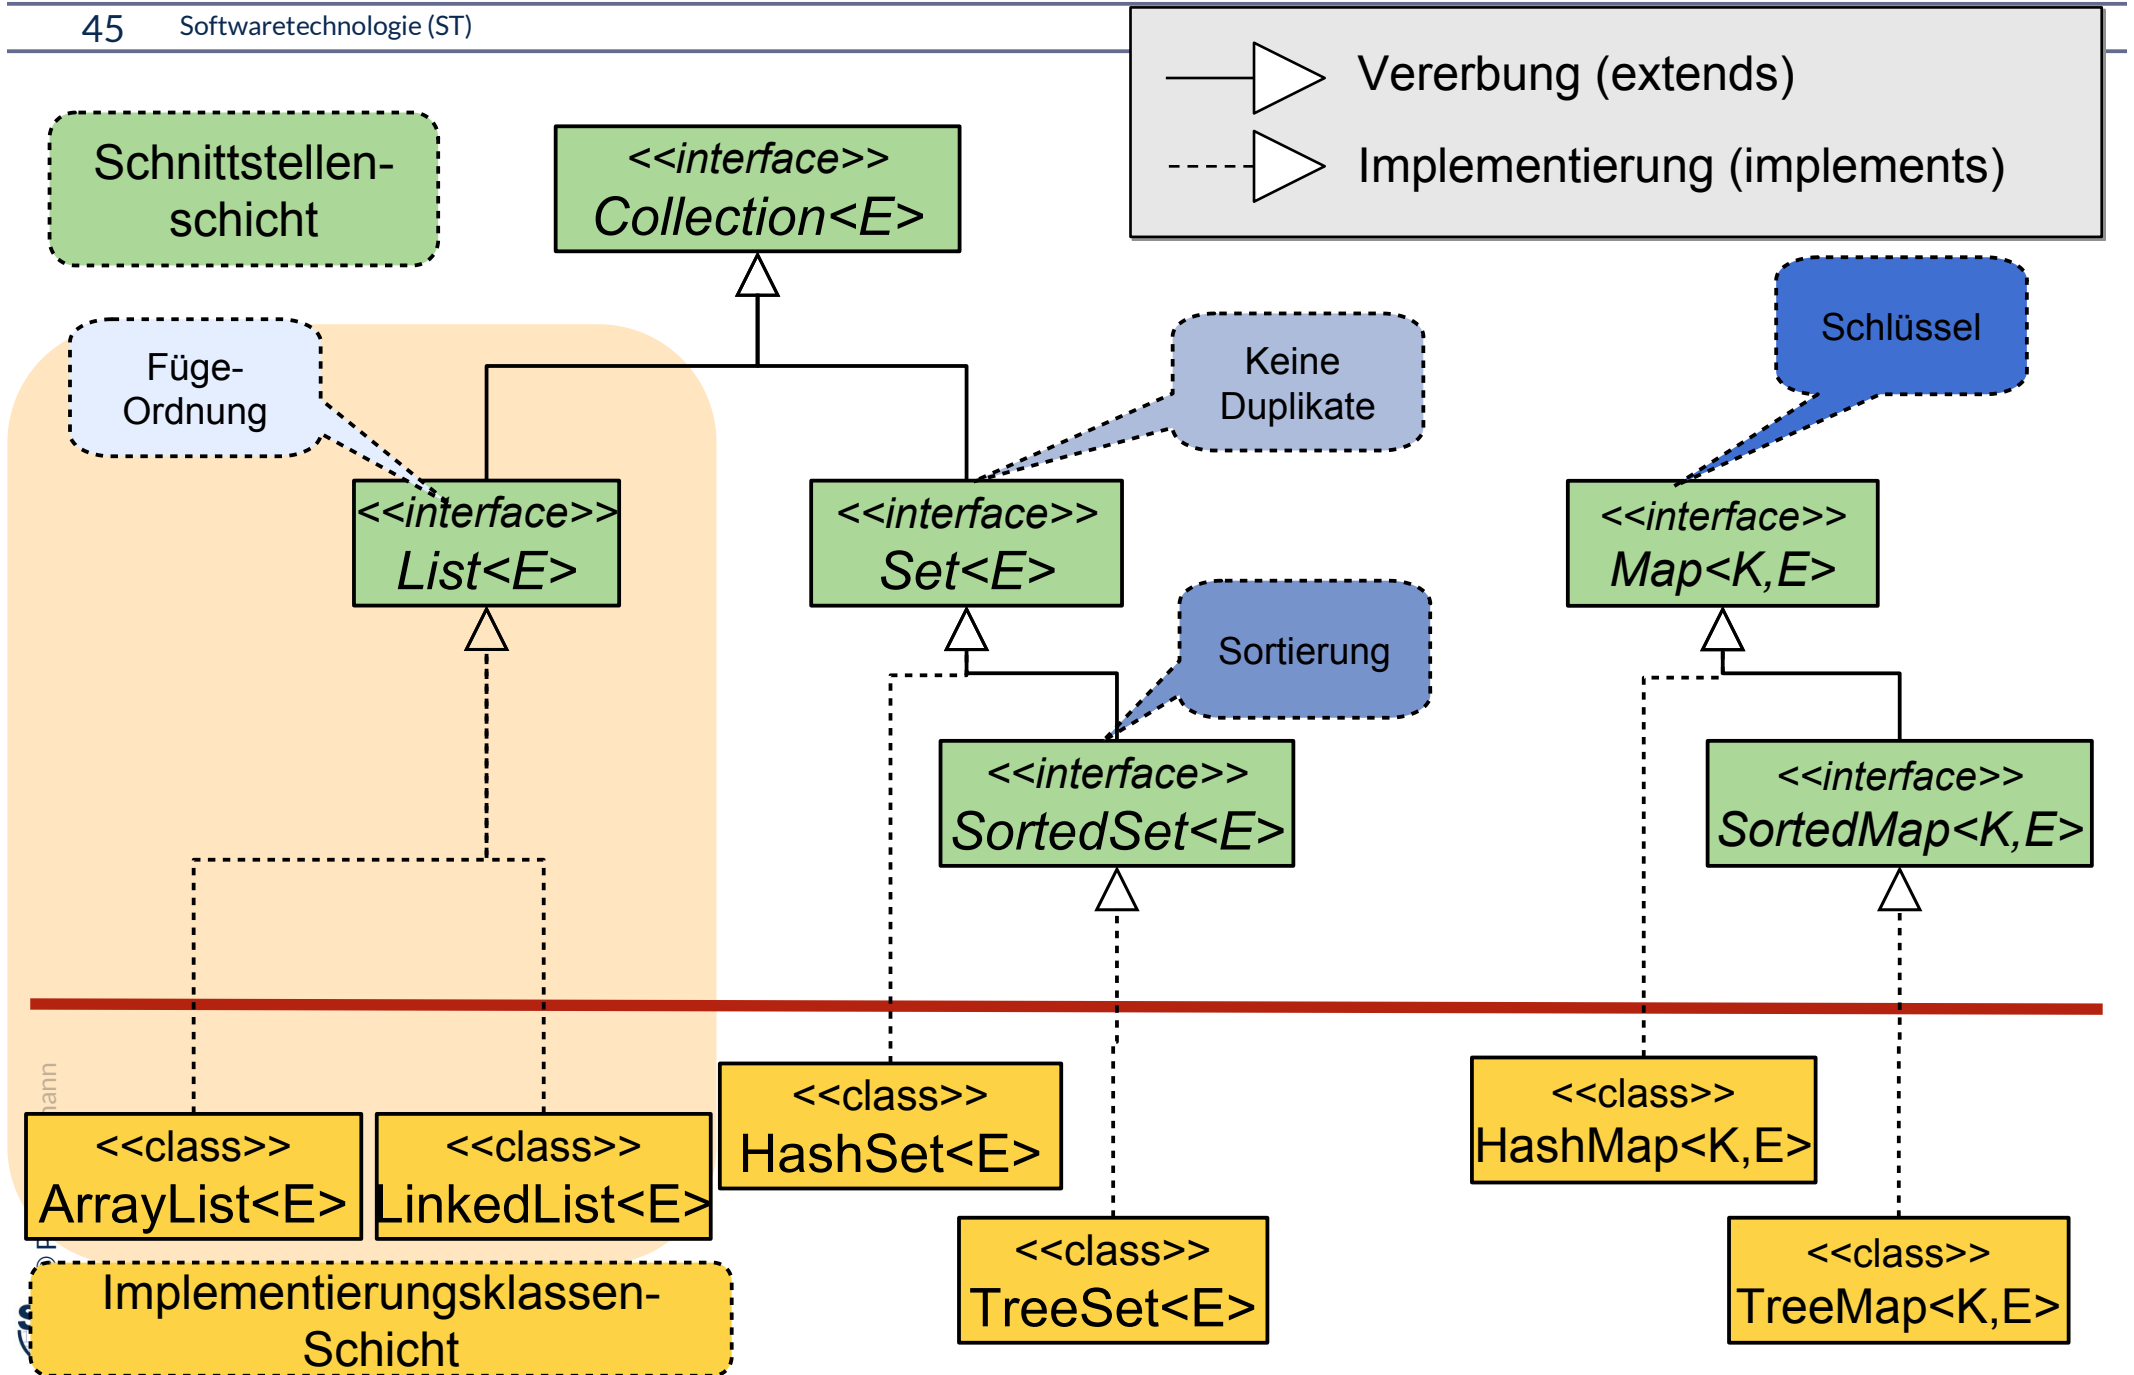 45 Softwaretechnologie (ST)
Vererbung (extends)
Implementierung (implements)
Schnittstellen-
schicht
<<interface>>
Collection<E>
Füge-
Ordnung
Keine
Duplikate
Schlüssel
<<interface>>
List<E>
<<interface>>
Set<E>
<<interface>>
Map<K,E>
Sortierung
<<interface>>
SortedSet<E>
<<interface>>
SortedMap<K,E>
<<class>>
ArrayList<E>
<<class>>
LinkedList<E>
<<class>>
HashSet<E>
<<class>>
HashMap<K,E>
<<class>>
TreeSet<E>
<<class>>
TreeMap<K,E>
Implementierungsklassen-
Schicht